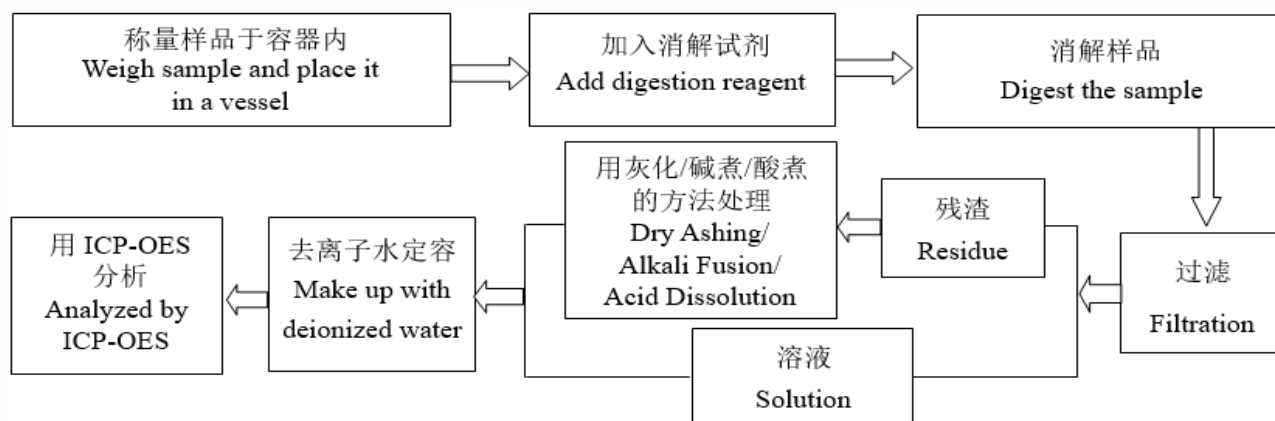 称量样品于容器内
Weigh sample and place it
in a vessel
加入消解试剂
Add digestion reagent
消解样品
Digest the sample
过滤
Filtration
残渣
Residue
用灰化/碱煮/酸煮
的方法处理
Dry Ashing/
Alkali Fusion/
Acid Dissolution
溶液
Solution
去离子水定容
Make up with
deionized water
用 ICP-OES
分析
Analyzed by
ICP-OES